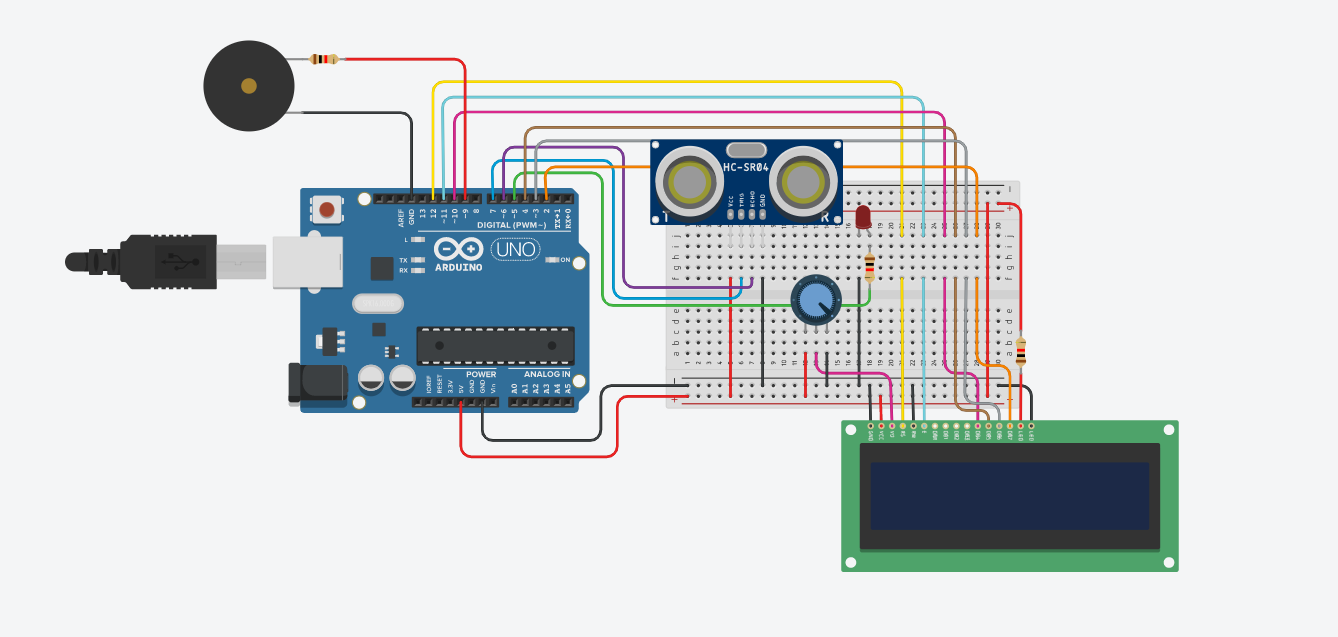 HC-SR04
VCC
TRIG
ECHO
GND
T
R
AREF
GND
13
12
~11
~10
~9
8
7
~6
~5
4
~3
2
TX→1
RX←0
DIGITAL (PWM~)
L
TX
RX
ARDUINO
UNO
ON
POWER
ANALOG IN
IOREF
RESET
3.3V
5V
GND
GND
Vin
A0
A1
A2
A3
A4
A5
j
i
h
g
f
e
d
c
b
a
GND
VCC
V0
RS
RW
E
DB0
DB1
DB2
DB3
DB4
DB5
DB6
DB7
LED
LED